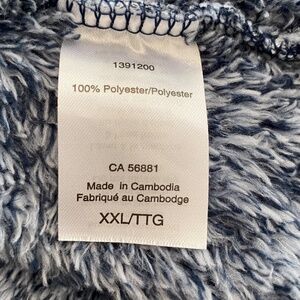 1391200
100% Polyester/Polyester
CA 56881
Made in Cambodia
Fabriqué au Cambodge
XXL/TTG